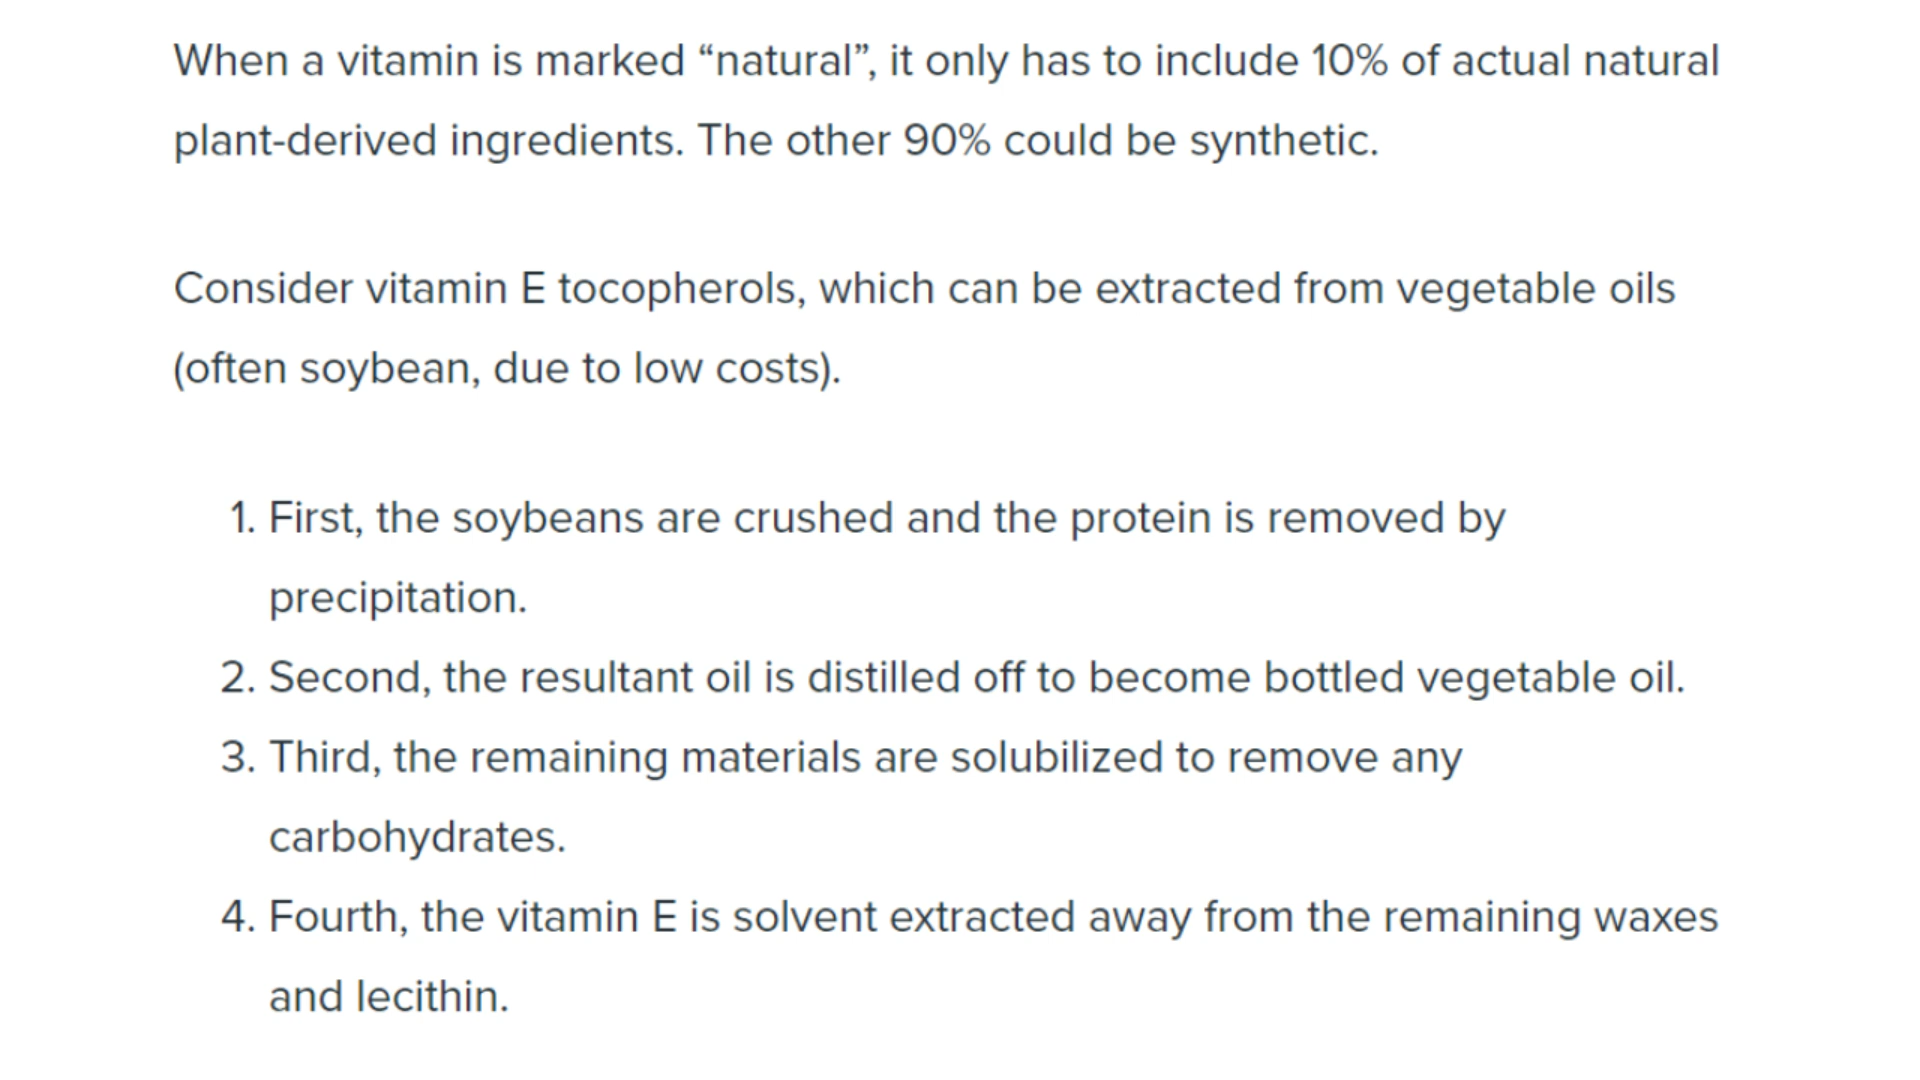 When a vitamin is marked “natural”, it only has to include 10% of actual natural
plant-derived ingredients. The other 90% could be synthetic.
Consider vitamin E tocopherols, which can be extracted from vegetable oils
(often soybean, due to low costs).
1. First, the soybeans are crushed and the protein is removed by
precipitation.
2. Second, the resultant oil is distilled off to become bottled vegetable oil.
3. Third, the remaining materials are solubilized to remove any
carbohydrates.
4. Fourth, the vitamin E is solvent extracted away from the remaining waxes
and lecithin.